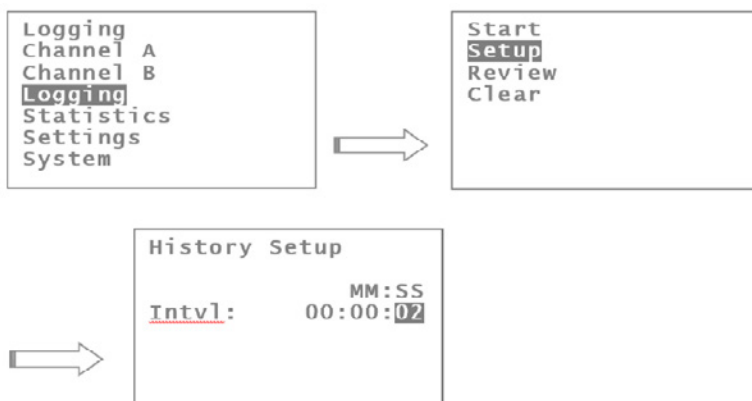 Logging
Channel A
Channel B
Logging
Statistics
Settings
System
Start
Setup
Review
Clear
History Setup
MM:SS
Intvl: 00:00:02